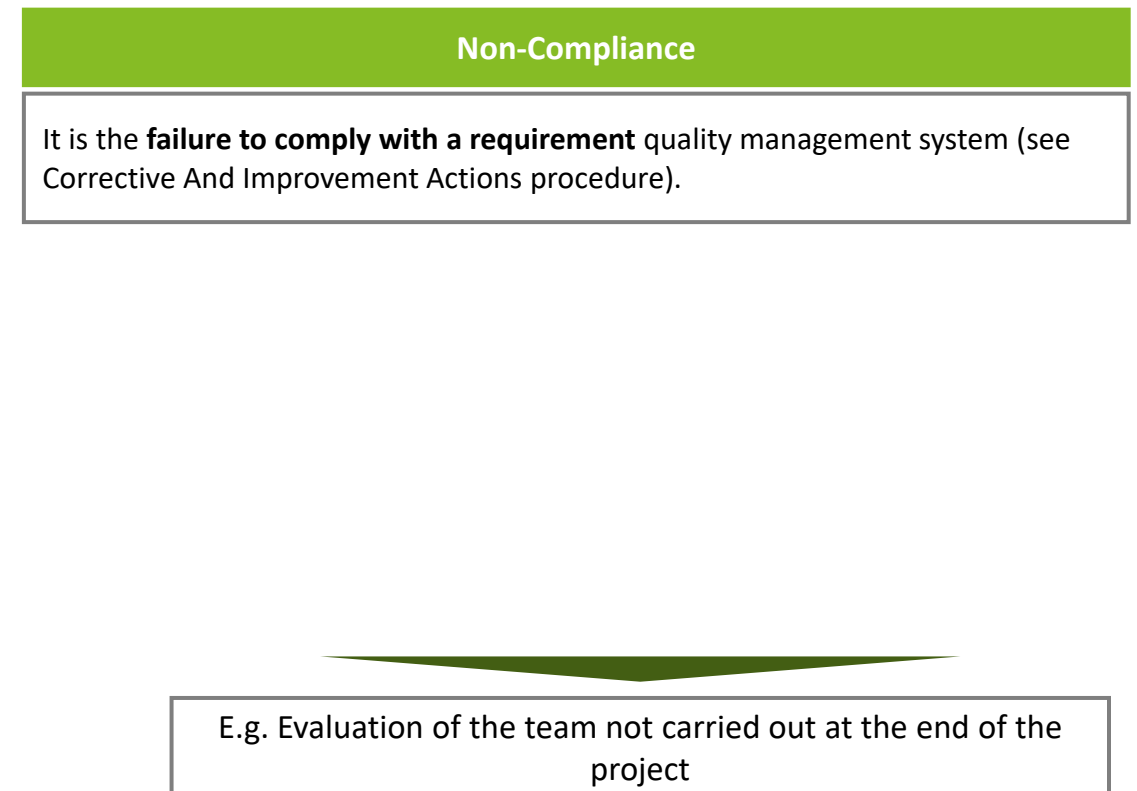 Non-Compliance
It is the failure to comply with a requirement quality management system (see
Corrective And Improvement Actions procedure).
E.g. Evaluation of the team not carried out at the end of the
project